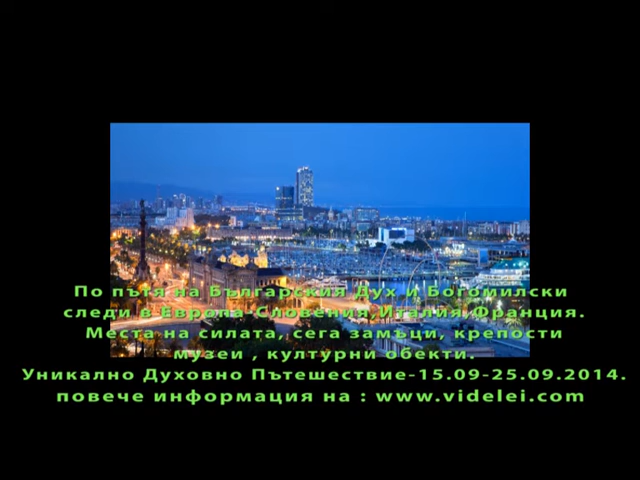 По пътя на Българския Дух и Богомилски
следи в Европа-Словения,Италия,Франция.
Места на силата, сега замъци, крепости
музеи , културни обекти.
Уникално Духовно Пътешествие-15.09-25.09.2014.
повече информация на : www.videlei.com